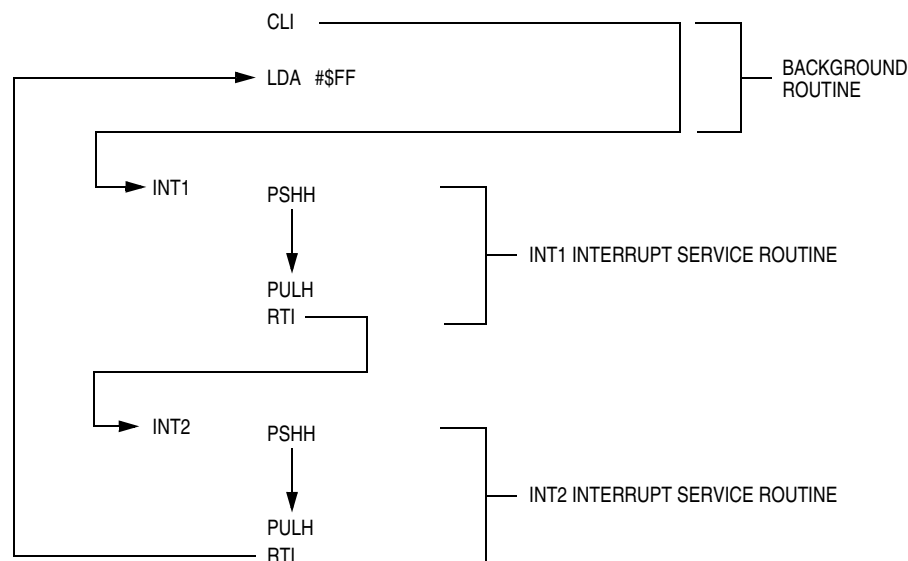 CLI
LDA #$FF
BACKGROUND
ROUTINE
INT1
PSHH
INT1 INTERRUPT SERVICE ROUTINE
PULH
RTI
INT2
PSHH
INT2 INTERRUPT SERVICE ROUTINE
PULH
RTI